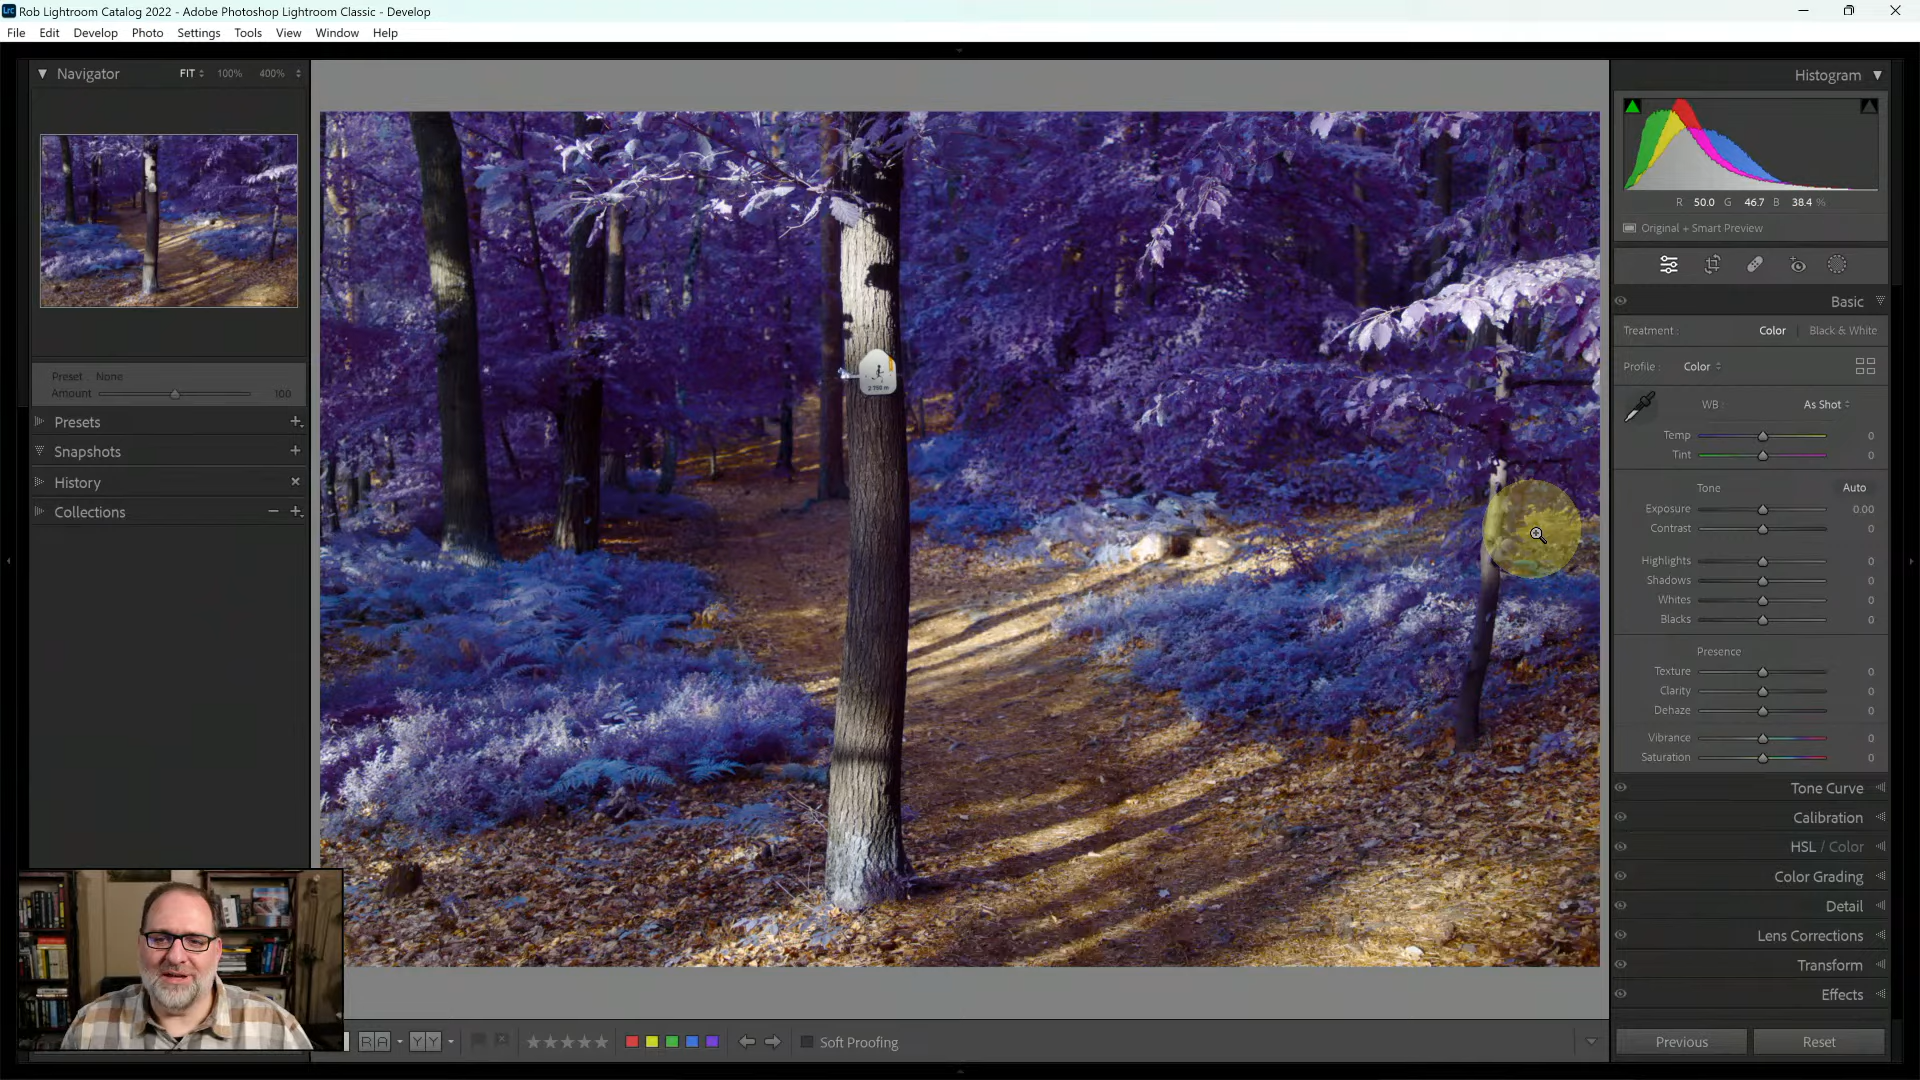 Rob Lightroom Catalog 2022 - Adobe Photoshop Lightroom Classic - Develop
File Edit Develop Photo Settings Tools View Window Help
Navigator FIT 100% 400%
Preset None
Amount 100
Presets
Snapshots
History
Collections
Histogram
R 50.0 G 46.7 B 38.4 %
Original + Smart Preview
Basic
Treatment : Color | Black & White
Profile : Color
WB : As Shot
Temp 0
Tint 0
Tone Auto
Exposure 0.00
Contrast 0
Highlights 0
Shadows 0
Whites 0
Blacks 0
Presence
Texture 0
Clarity 0
Dehaze 0
Vibrance 0
Saturation 0
Tone Curve
Calibration
HSL / Color
Color Grading
Detail
Lens Corrections
Transform
Effects
R A Y Y Soft Proofing
Previous Reset